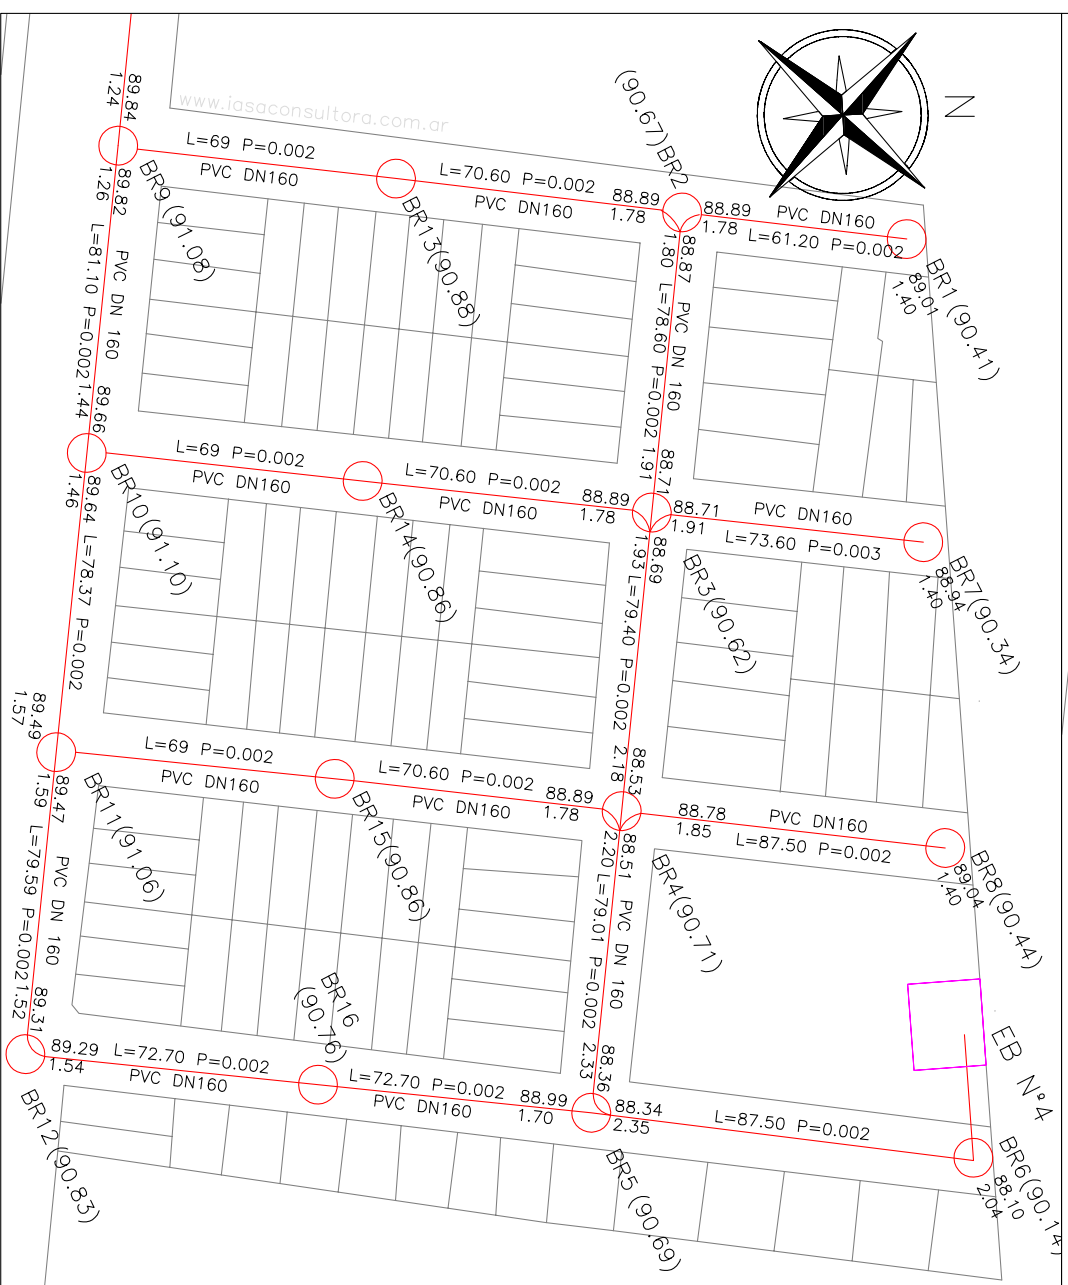 www.iasaconsultora.com.ar
N
89.84
1.24
BR9(91.08)
L=69 P=0.002
PVC DN160
BR13(90.88)
L=70.60 P=0.002
PVC DN160
88.89
1.78
(90.67)BR2
88.89
1.78
PVC DN160
L=61.20 P=0.002
BR1(90.41)
89.01
1.40
89.82 PVC DN 160
1.26 L=81.10 P=0.002
89.66
1.44
88.87 PVC DN 160
1.80 L=78.60 P=0.002
88.71
1.91
BR10(91.10)
L=69 P=0.002
PVC DN160
BR14(90.86)
L=70.60 P=0.002
PVC DN160
88.89
1.78
88.71
1.91
PVC DN160
L=73.60 P=0.003
BR3(90.62)
BR7(90.34)
88.94
1.40
89.64 L=78.37 P=0.002
1.46
89.49
1.57
88.69
1.93 L=79.40 P=0.002
88.53
2.18
BR11(91.06)
L=69 P=0.002
PVC DN160
BR15(90.86)
L=70.60 P=0.002
PVC DN160
88.89
1.78
88.78
1.85
PVC DN160
L=87.50 P=0.002
BR4(90.71)
BR8(90.44)
89.04
1.40
89.47 PVC DN 160
1.59 L=79.59 P=0.002
89.31
1.52
88.51 PVC DN 160
2.20 L=79.01 P=0.002
88.36
2.33
BR16
(90.76)
EB N°4
BR12(90.83)
89.29
1.54
L=72.70 P=0.002
PVC DN160
L=72.70 P=0.002
PVC DN160
88.99
1.70
BR5(90.69)
88.34
2.35
L=87.50 P=0.002
BR6(90.14)
88.10
2.04